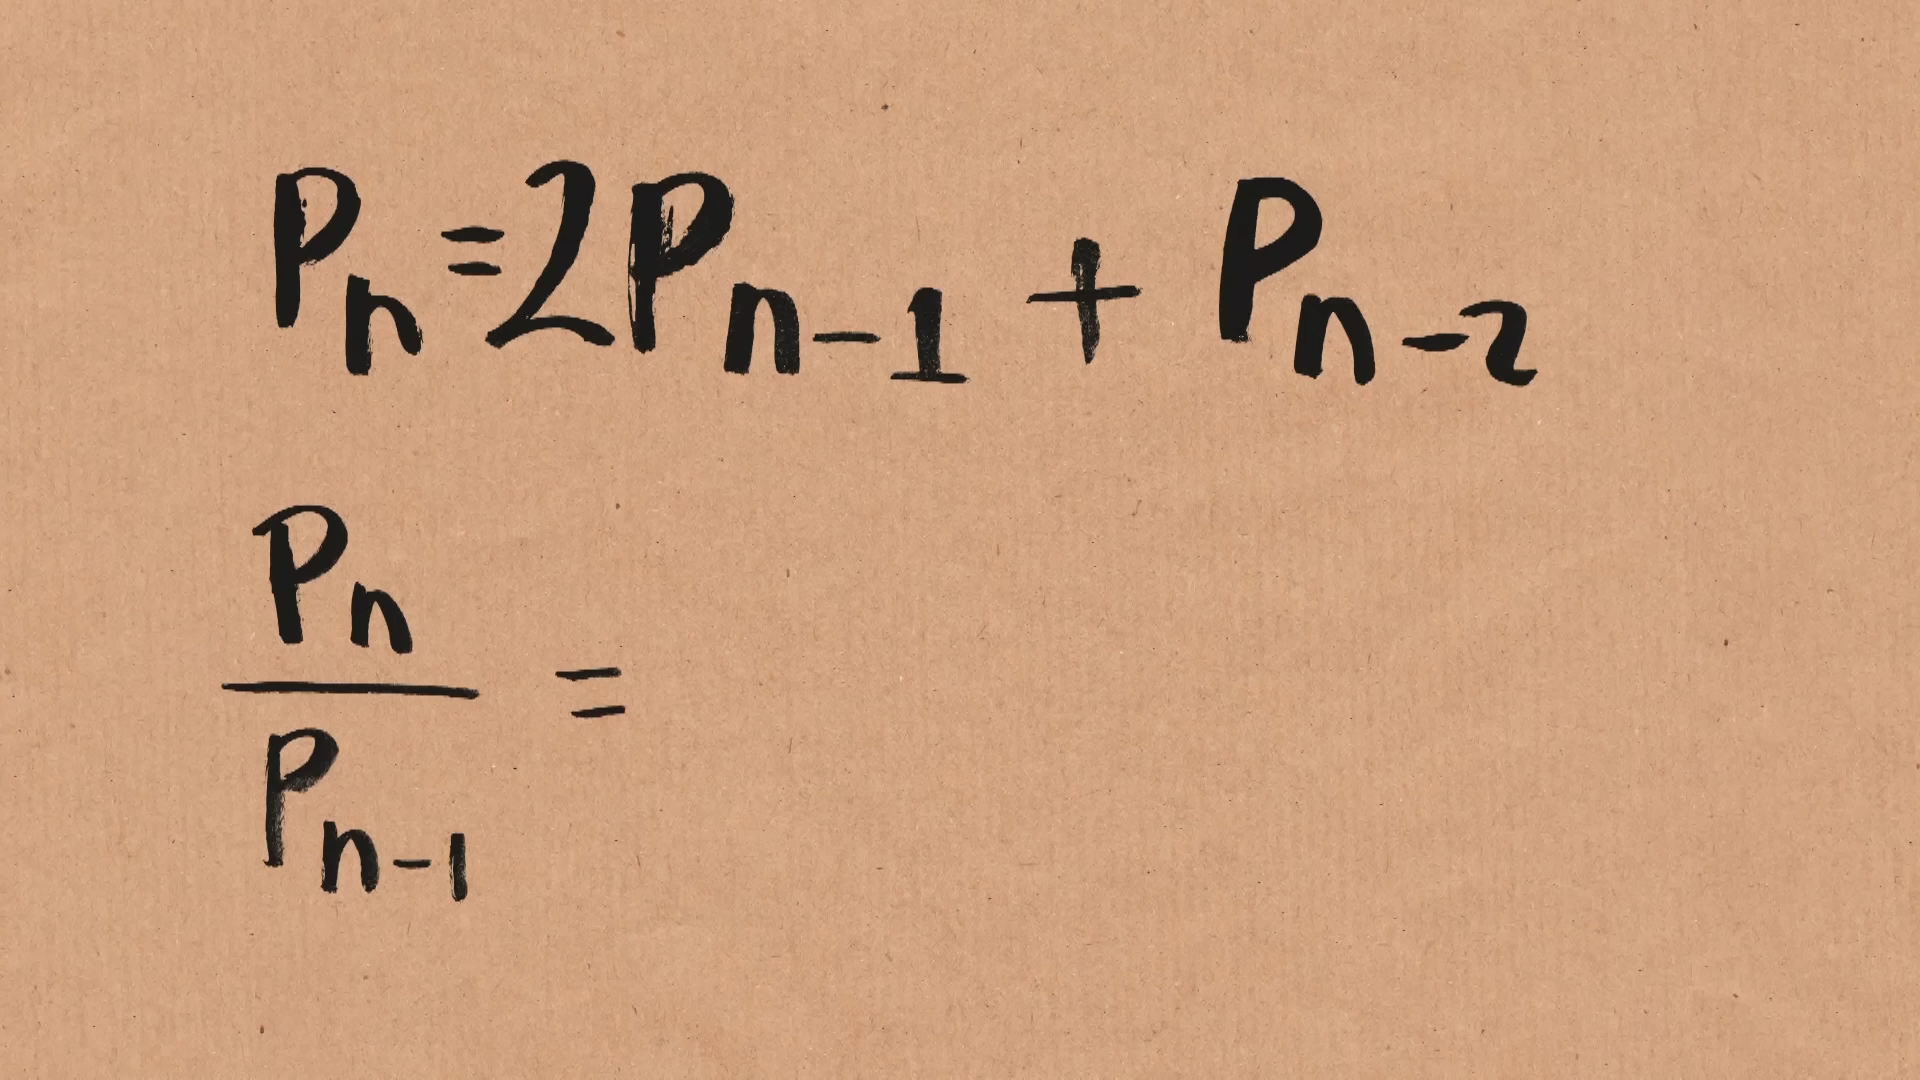 Pₙ=2Pₙ₋₁ + Pₙ₋₂
Pₙ
=
Pₙ₋₁